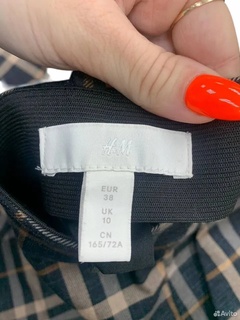 H&M
EUR
38
UK
10
CN
165/72A
Avito